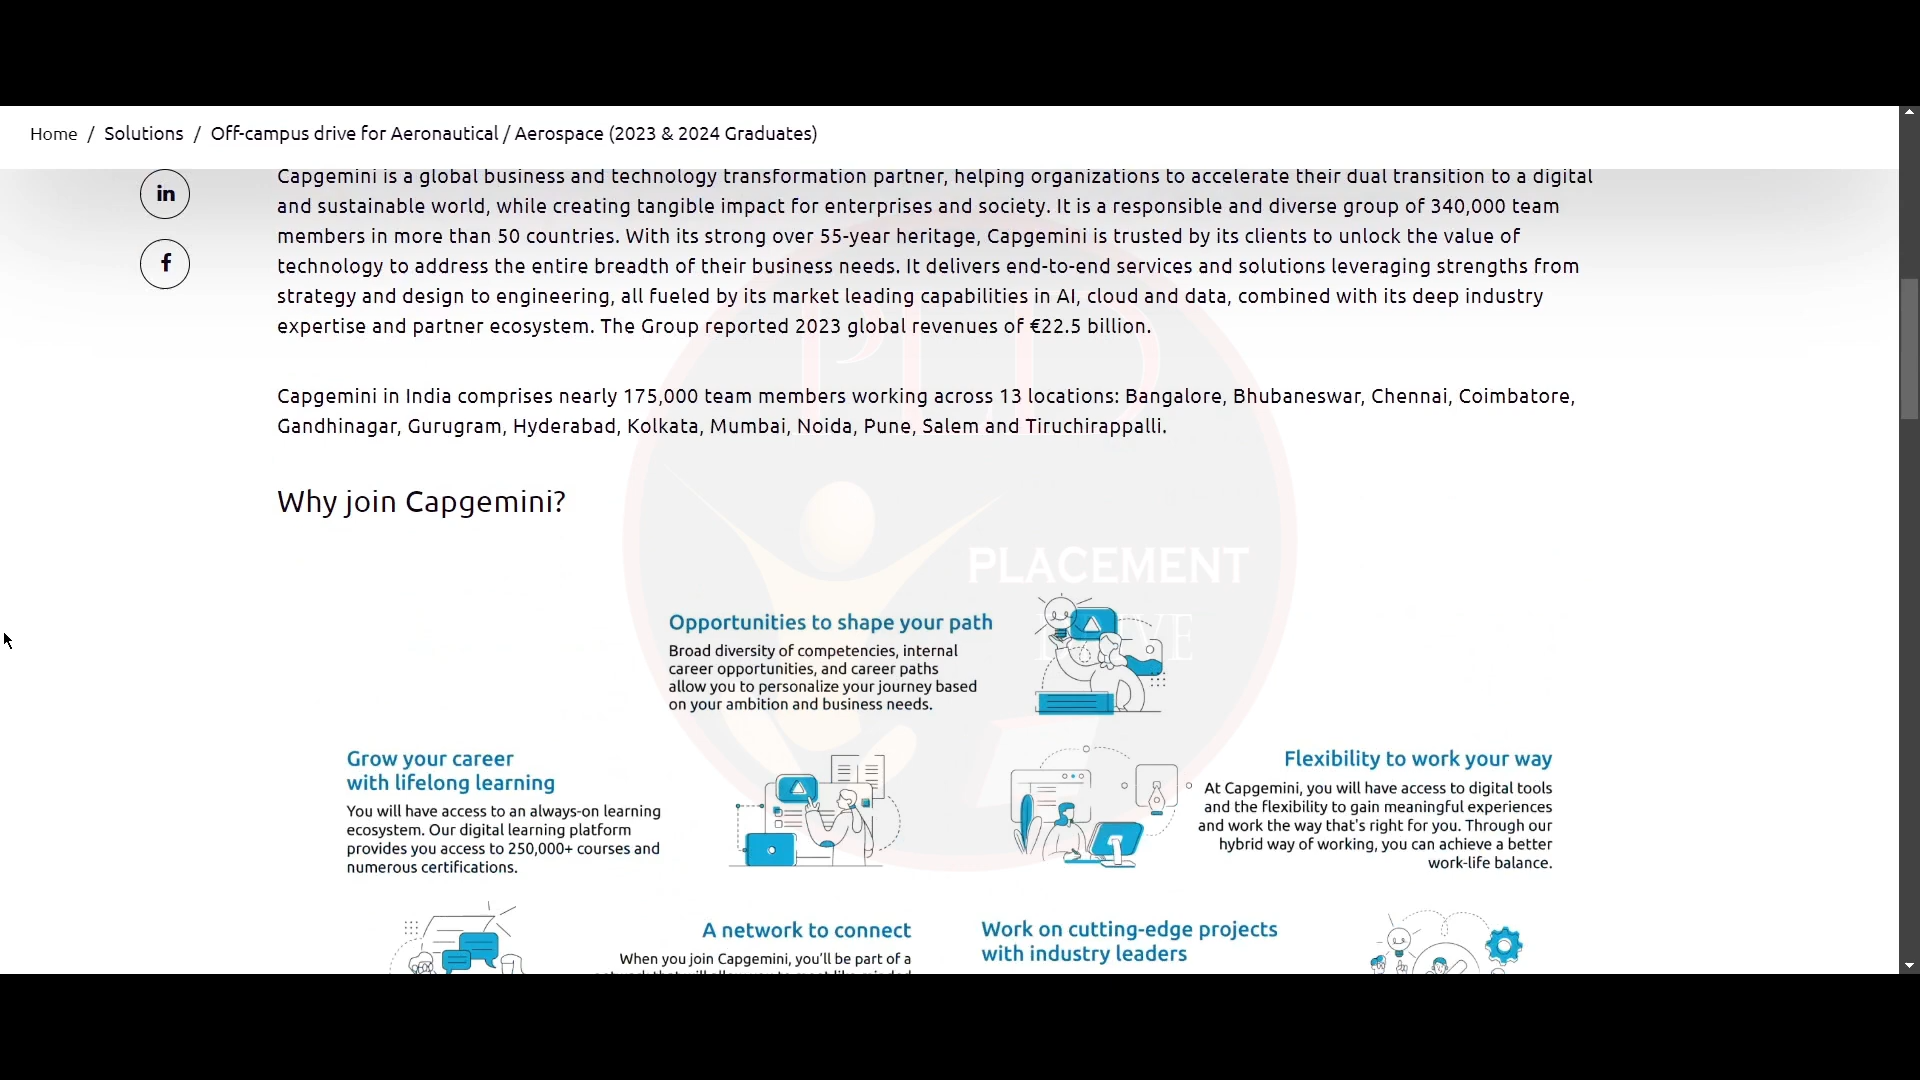 Home / Solutions / Off-campus drive for Aeronautical / Aerospace (2023 & 2024 Graduates)
in
f
Capgemini is a global business and technology transformation partner, helping organizations to accelerate their dual transition to a digital
and sustainable world, while creating tangible impact for enterprises and society. It is a responsible and diverse group of 340,000 team
members in more than 50 countries. With its strong over 55-year heritage, Capgemini is trusted by its clients to unlock the value of
technology to address the entire breadth of their business needs. It delivers end-to-end services and solutions leveraging strengths from
strategy and design to engineering, all fueled by its market leading capabilities in AI, cloud and data, combined with its deep industry
expertise and partner ecosystem. The Group reported 2023 global revenues of €22.5 billion.
Capgemini in India comprises nearly 175,000 team members working across 13 locations: Bangalore, Bhubaneswar, Chennai, Coimbatore,
Gandhinagar, Gurugram, Hyderabad, Kolkata, Mumbai, Noida, Pune, Salem and Tiruchirappalli.
Why join Capgemini?
PLACEMENT
Opportunities to shape your path
Broad diversity of competencies, internal
career opportunities, and career paths
allow you to personalize your journey based
on your ambition and business needs.
Grow your career
with lifelong learning
You will have access to an always-on learning
ecosystem. Our digital learning platform
provides you access to 250,000+ courses and
numerous certifications.
Flexibility to work your way
At Capgemini, you will have access to digital tools
and the flexibility to gain meaningful experiences
and work the way that's right for you. Through our
hybrid way of working, you can achieve a better
work-life balance.
A network to connect
When you join Capgemini, you'll be part of a
Work on cutting-edge projects
with industry leaders